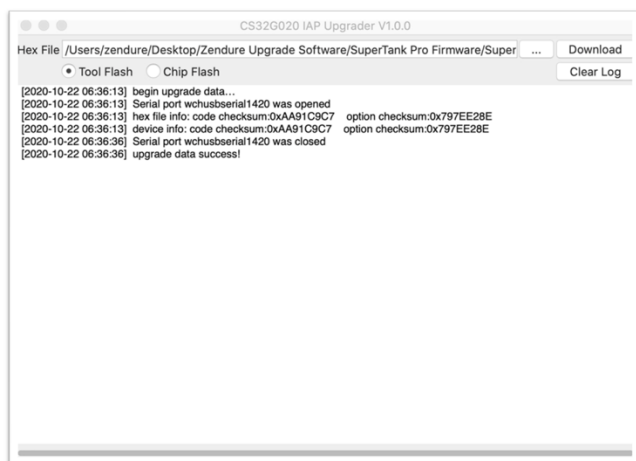 CS32G020 IAP Upgrader V1.0.0
Hex File /Users/zendure/Desktop/Zendure Upgrade Software/SuperTank Pro Firmware/Super ... Download
Tool Flash Chip Flash Clear Log
[2020-10-22 06:36:13] begin upgrade data...
[2020-10-22 06:36:13] Serial port wchusbserial1420 was opened
[2020-10-22 06:36:13] hex file info: code checksum:0xAA91C9C7 option checksum:0x797EE28E
[2020-10-22 06:36:13] device info: code checksum:0xAA91C9C7 option checksum:0x797EE28E
[2020-10-22 06:36:36] Serial port wchusbserial1420 was closed
[2020-10-22 06:36:36] upgrade data success!